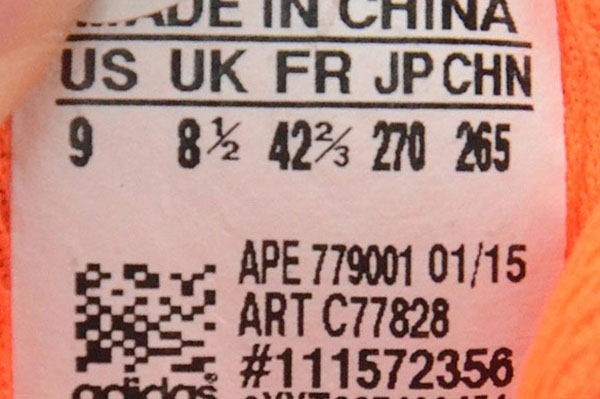 MADE IN CHINA
US UK FR JP CHN
9 8½ 42⅔ 270 265
APE 779001 01/15
ART C77828
#111572356
adidas